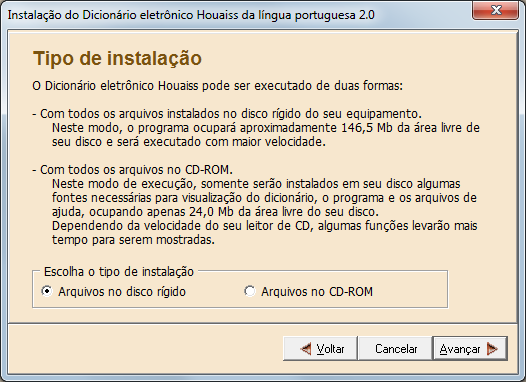 Instalação do Dicionário eletrônico Houaiss da língua portuguesa 2.0
Tipo de instalação
O Dicionário eletrônico Houaiss pode ser executado de duas formas:
- Com todos os arquivos instalados no disco rígido do seu equipamento.
Neste modo, o programa ocupará aproximadamente 146,5 Mb da área livre de
seu disco e será executado com maior velocidade.
- Com todos os arquivos no CD-ROM.
Neste modo de execução, somente serão instalados em seu disco algumas
fontes necessárias para visualização do dicionário, o programa e os arquivos de
ajuda, ocupando apenas 24,0 Mb da área livre do seu disco.
Dependendo da velocidade do seu leitor de CD, algumas funções levarão mais
tempo para serem mostradas.
Escolha o tipo de instalação
Arquivos no disco rígido Arquivos no CD-ROM
Voltar Cancelar Avançar